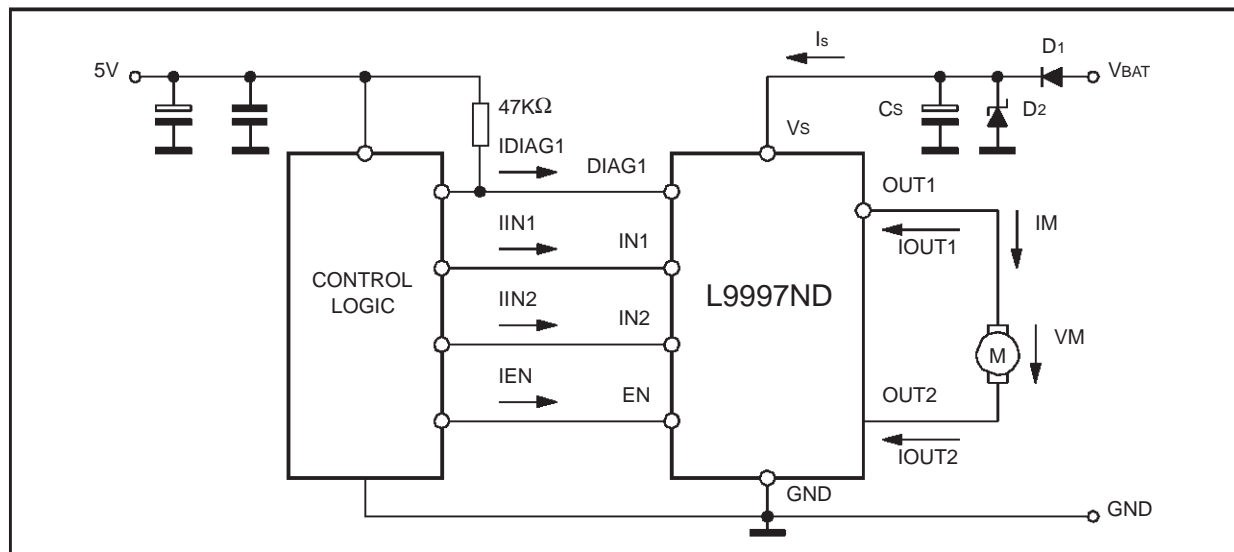 Is
D1
5V
VBAT
47KΩ
Cs
D2
Vs
IDIAG1
DIAG1
OUT1
IIN1
IN1
IOUT1
IM
CONTROL
LOGIC
L9997ND
IIN2
IN2
VM
M
IEN
EN
OUT2
IOUT2
GND
GND